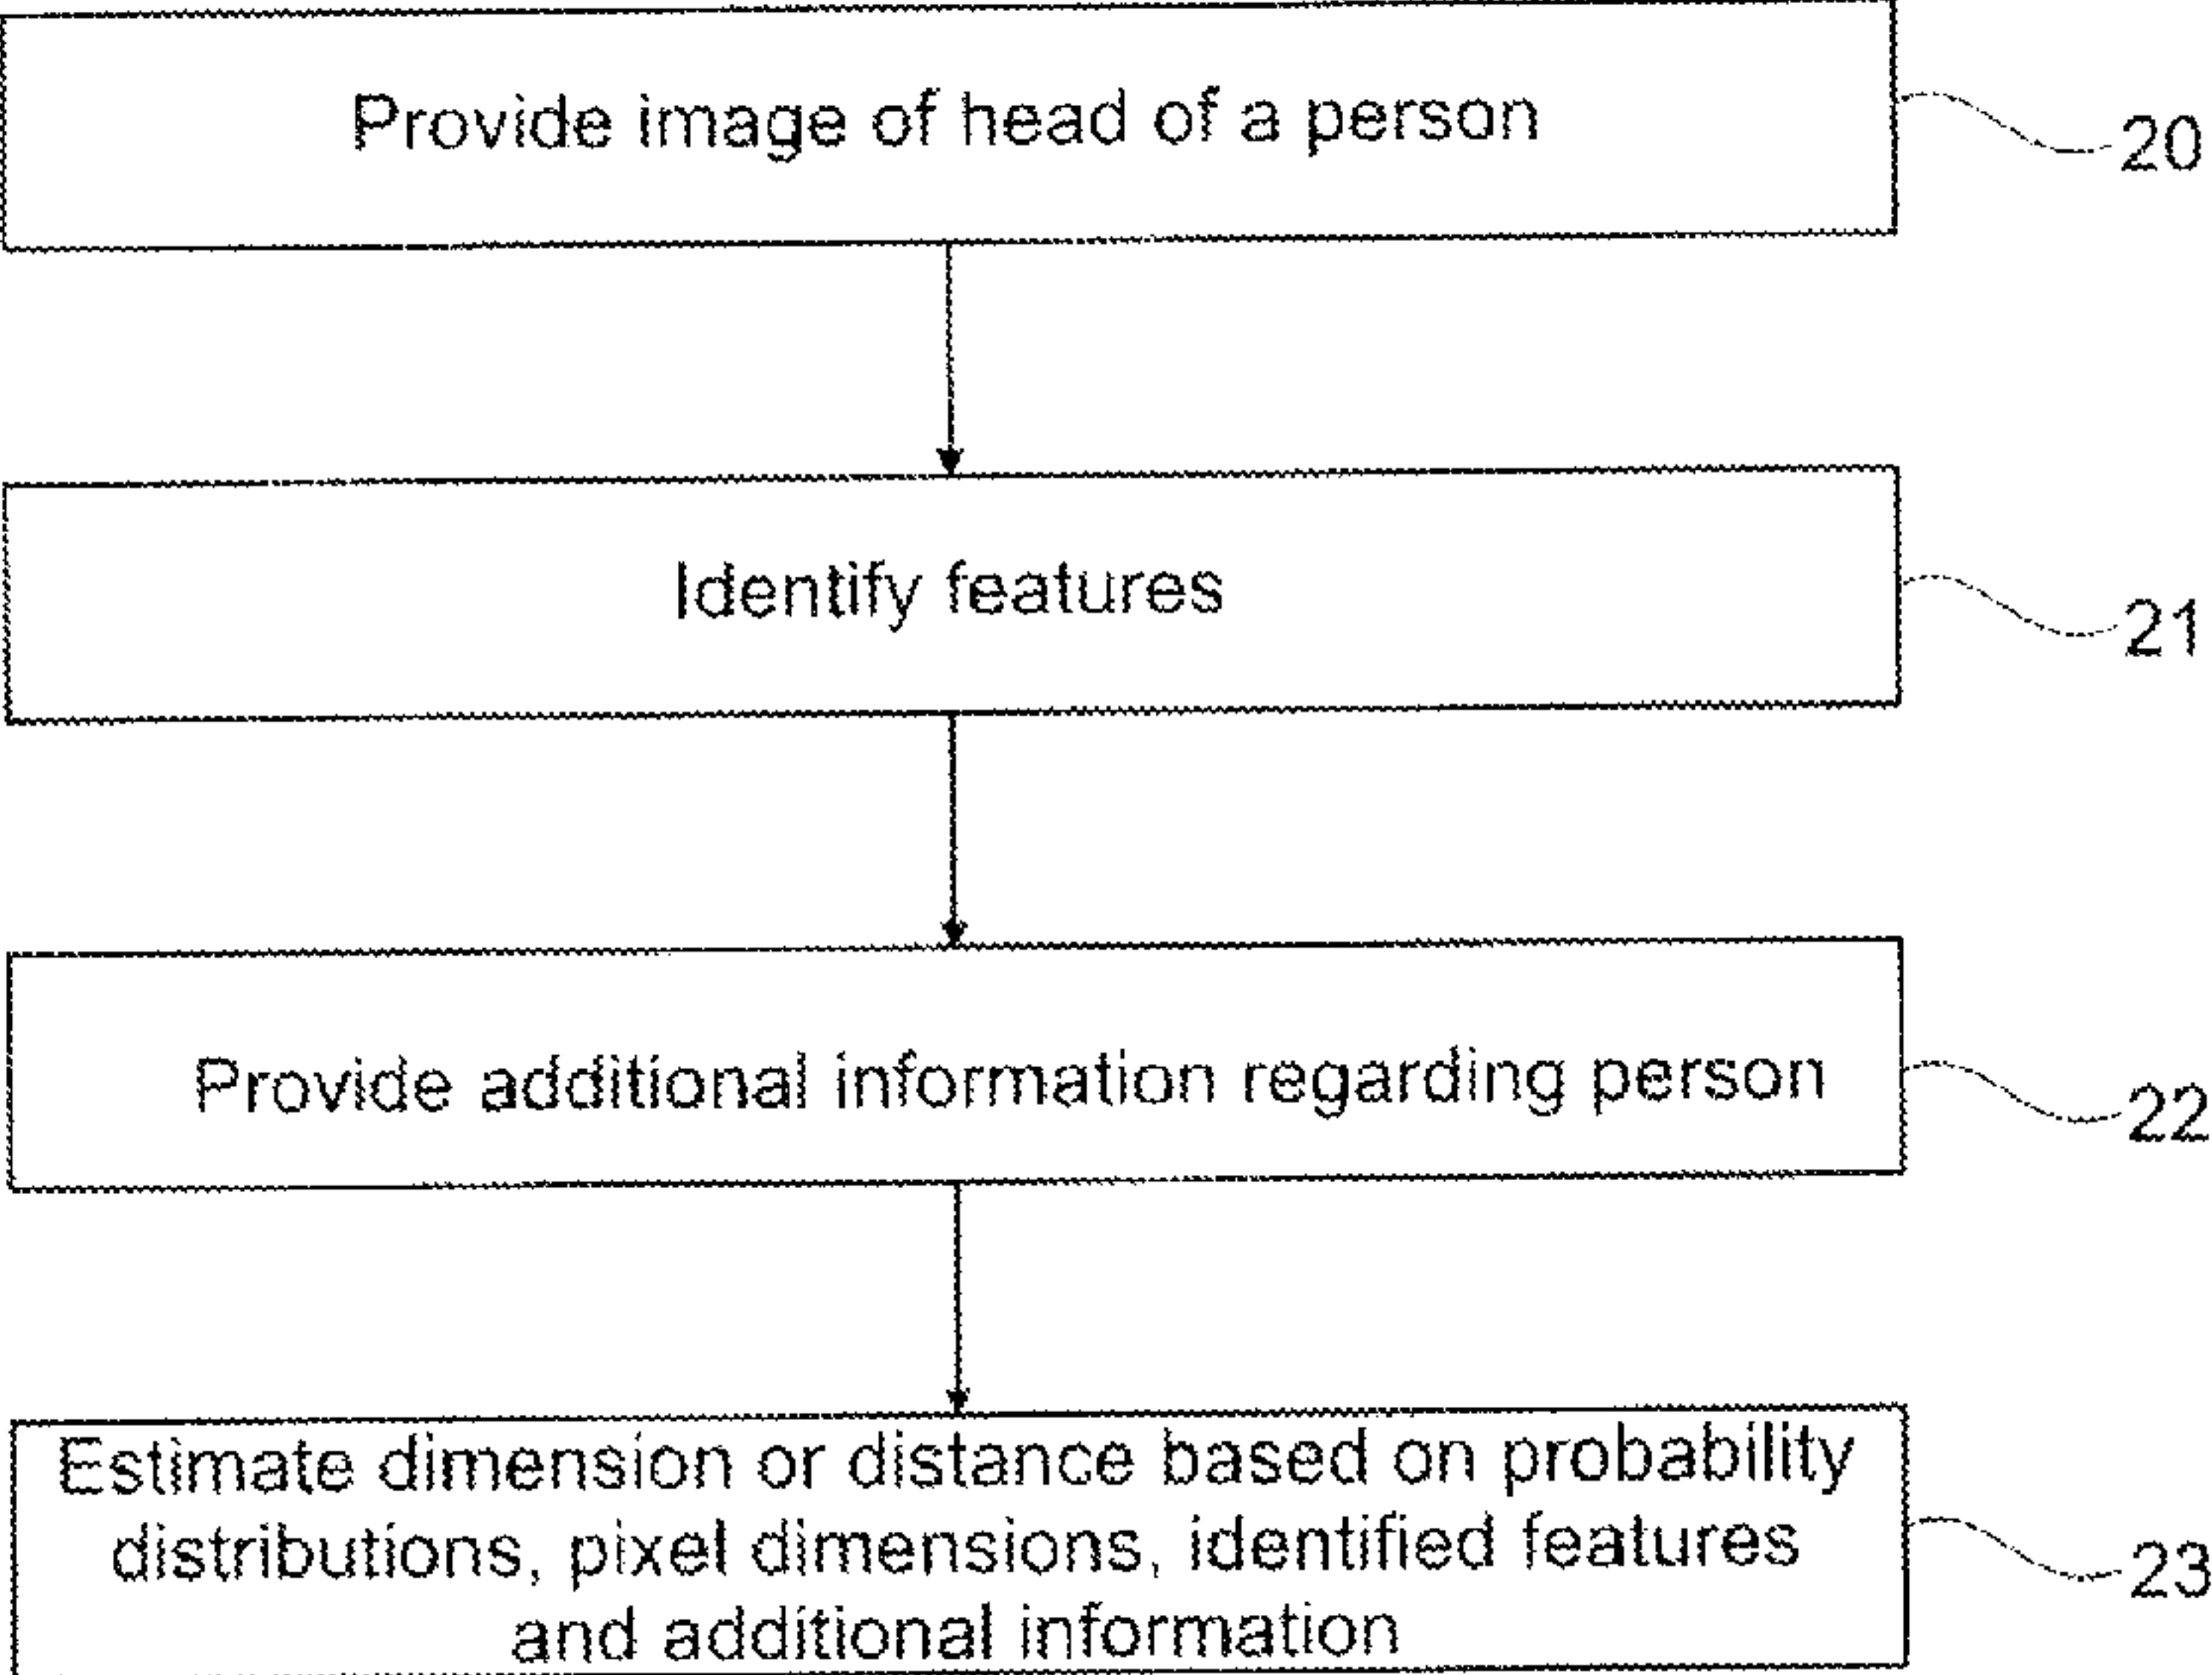 Provide image of head of a person
20
Identify features
21
Provide additional information regarding person
22
Estimate dimension or distance based on probability
distributions, pixel dimensions, identified features
and additional information
23